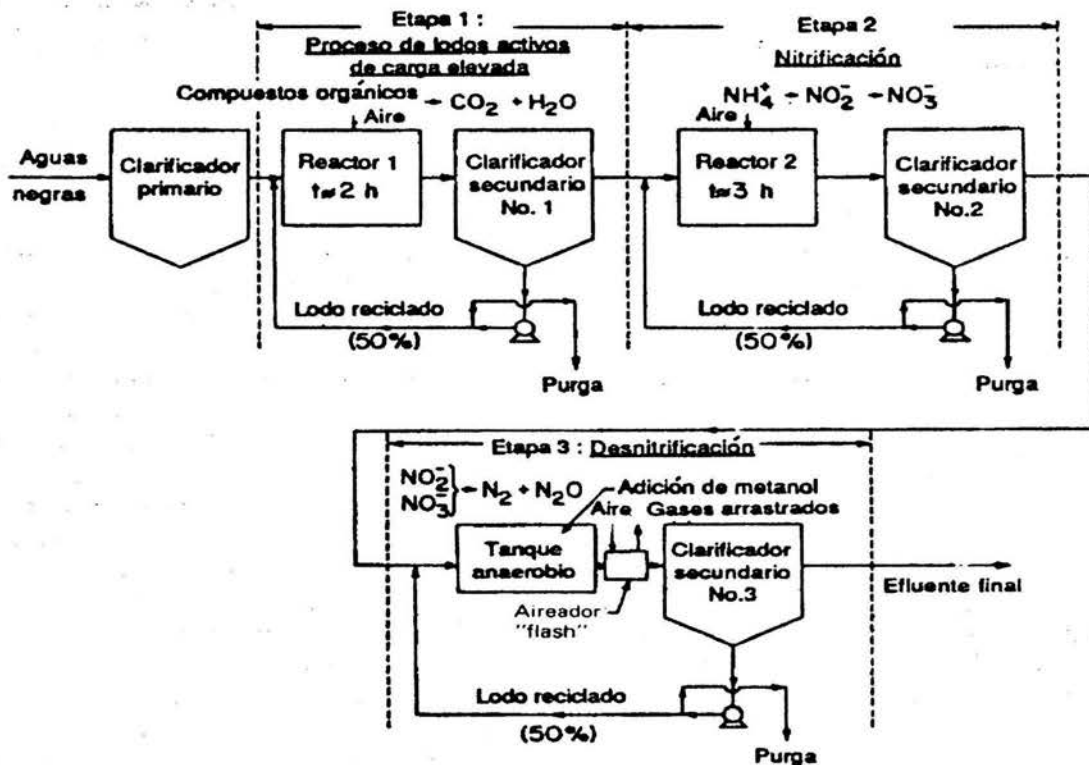 Etapa 1 :
Proceso de lodos activos
de carga elevada
Compuestos orgánicos - CO2 + H2O
Aire
Aguas
negras
Clarificador
primario
Reactor 1
t≈2 h
Clarificador
secundario
No. 1
Lodo reciclado
(50%)
Purga
Etapa 2
Nitrificación
NH4+ - NO2- - NO3-
Aire
Reactor 2
t≈3 h
Clarificador
secundario
No.2
Lodo reciclado
(50%)
Purga
Etapa 3 : Desnitrificación
NO2-
NO3-
} - N2 + N2O
Adición de metanol
Aire
Gases arrastrados
Tanque
anaerobio
Aireador
"flash"
Clarificador
secundario
No.3
Efluente final
Lodo reciclado
(50%)
Purga